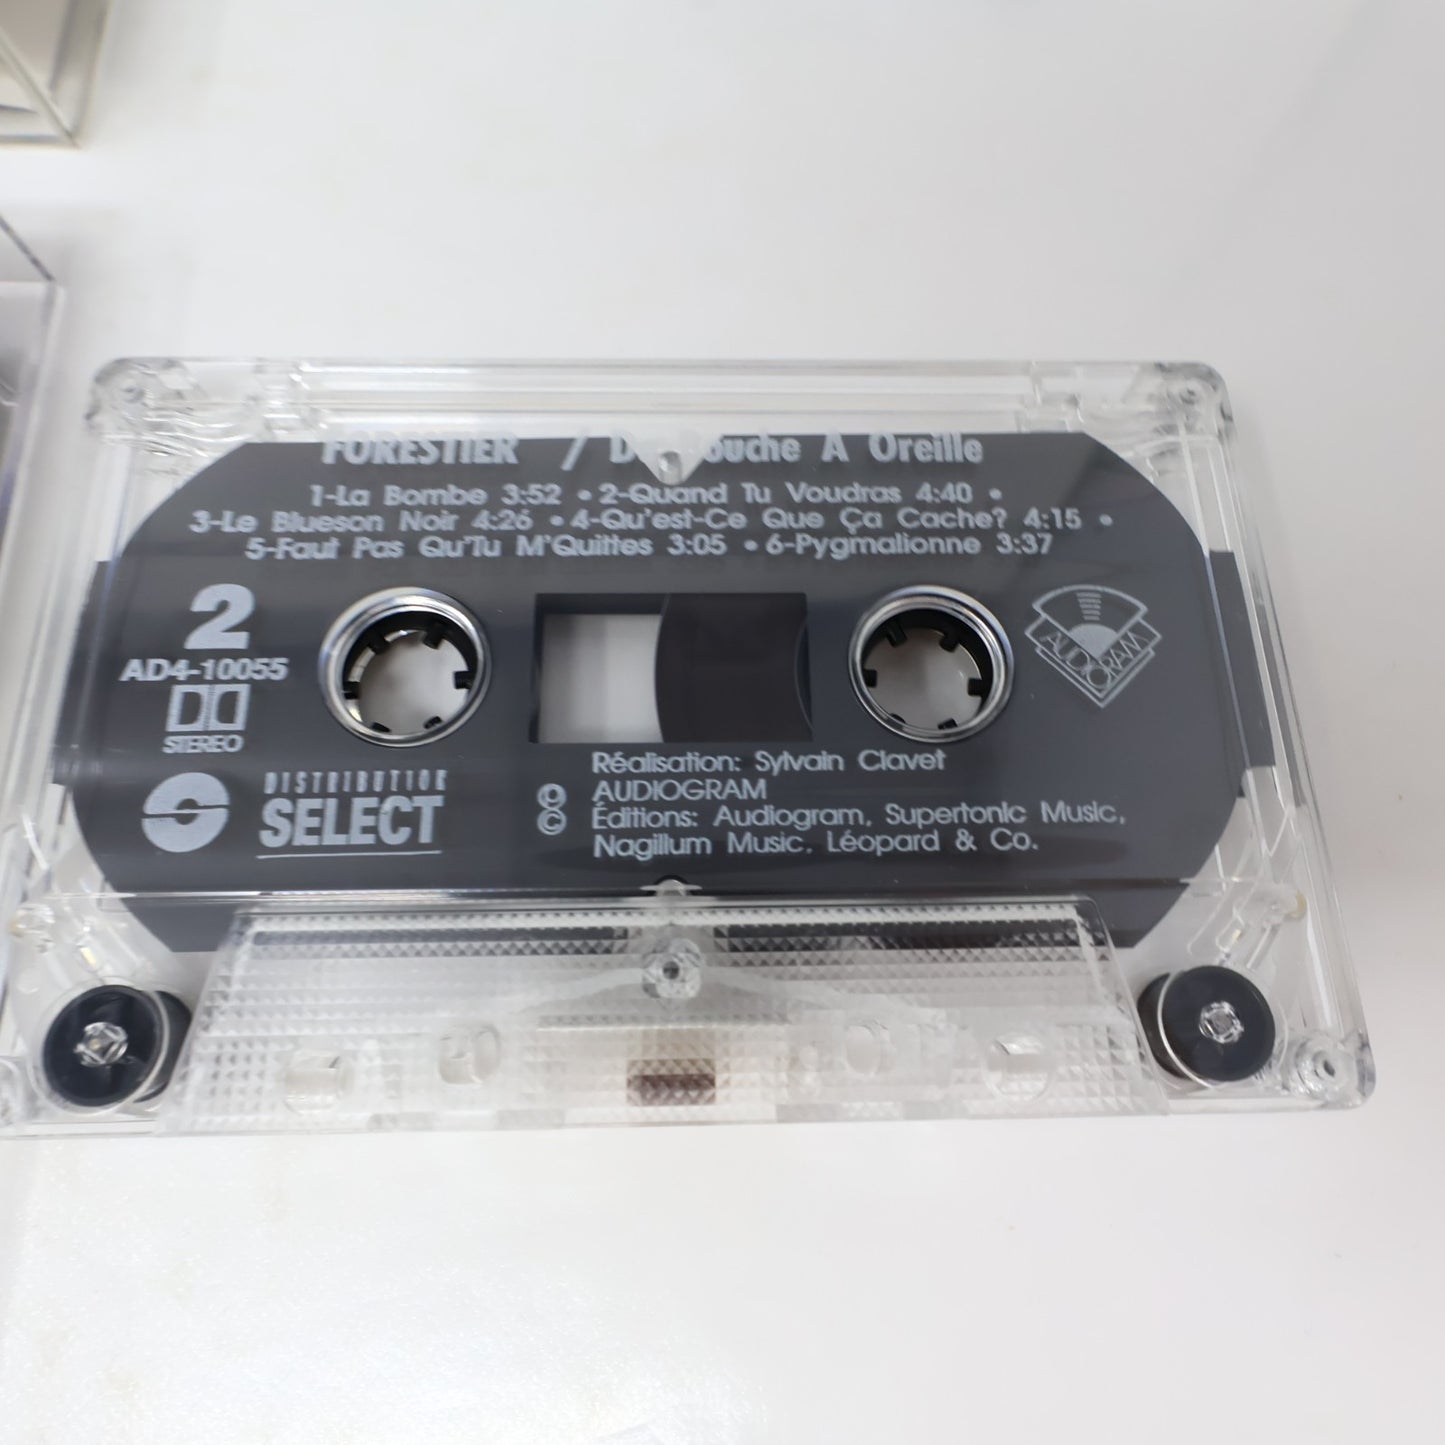 FORESTIER / De Bouche A Oreille
1-La Bombe 3:52 • 2-Quand Tu Voudras 4:40 •
3-Le Blueson Noir 4:26 • 4-Qu'est-Ce Que Ça Cache? 4:15 •
5-Faut Pas Qu'Tu M'Quittes 3:05 • 6-Pygmalionne 3:37
2
AD4-10055
STEREO
DISTRIBUTION
SELECT
AUDIOGRAM
Réalisation: Sylvain Clavet
℗ AUDIOGRAM
© Éditions: Audiogram, Supertonic Music,
Nagillum Music. Léopard & Co.